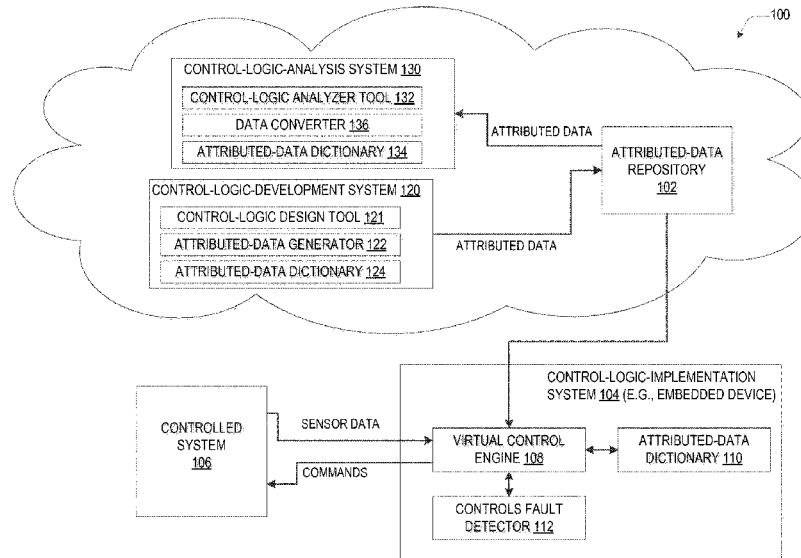 100
CONTROL-LOGIC-ANALYSIS SYSTEM 130
CONTROL-LOGIC ANALYZER TOOL 132
DATA CONVERTER 136
ATTRIBUTED-DATA DICTIONARY 134
ATTRIBUTED DATA
ATTRIBUTED-DATA
REPOSITORY
102
CONTROL-LOGIC-DEVELOPMENT SYSTEM 120
CONTROL-LOGIC DESIGN TOOL 121
ATTRIBUTED-DATA GENERATOR 122
ATTRIBUTED-DATA DICTIONARY 124
ATTRIBUTED DATA
CONTROL-LOGIC-IMPLEMENTATION
SYSTEM 104 (E.G., EMBEDDED DEVICE)
CONTROLLED
SYSTEM
106
SENSOR DATA
COMMANDS
VIRTUAL CONTROL
ENGINE 108
ATTRIBUTED-DATA
DICTIONARY 110
CONTROLS FAULT
DETECTOR 112